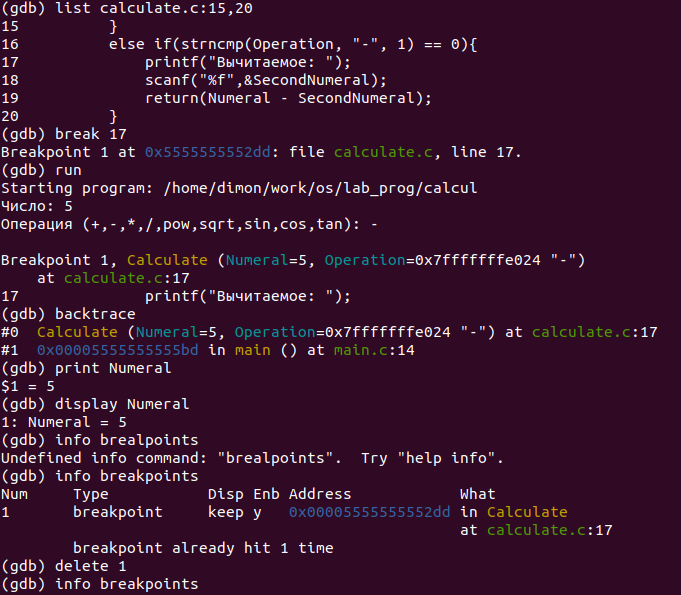 (gdb) list calculate.c:15,20
15          }
16          else if(strncmp(Operation, "-", 1) == 0){
17              printf("Вычитаемое: ");
18              scanf("%f",&SecondNumeral);
19              return(Numeral - SecondNumeral);
20          }
(gdb) break 17
Breakpoint 1 at 0x5555555552dd: file calculate.c, line 17.
(gdb) run
Starting program: /home/dimon/work/os/lab_prog/calcul
Число: 5
Операция (+,-,*,/,pow,sqrt,sin,cos,tan): -

Breakpoint 1, Calculate (Numeral=5, Operation=0x7fffffffe024 "-")
    at calculate.c:17
17              printf("Вычитаемое: ");
(gdb) backtrace
#0  Calculate (Numeral=5, Operation=0x7fffffffe024 "-") at calculate.c:17
#1  0x00005555555555bd in main () at main.c:14
(gdb) print Numeral
$1 = 5
(gdb) display Numeral
1: Numeral = 5
(gdb) info brealpoints
Undefined info command: "brealpoints".  Try "help info".
(gdb) info breakpoints
Num     Type           Disp Enb Address            What
1       breakpoint     keep y   0x00005555555552dd in Calculate
                                                   at calculate.c:17
        breakpoint already hit 1 time
(gdb) delete 1
(gdb) info breakpoints